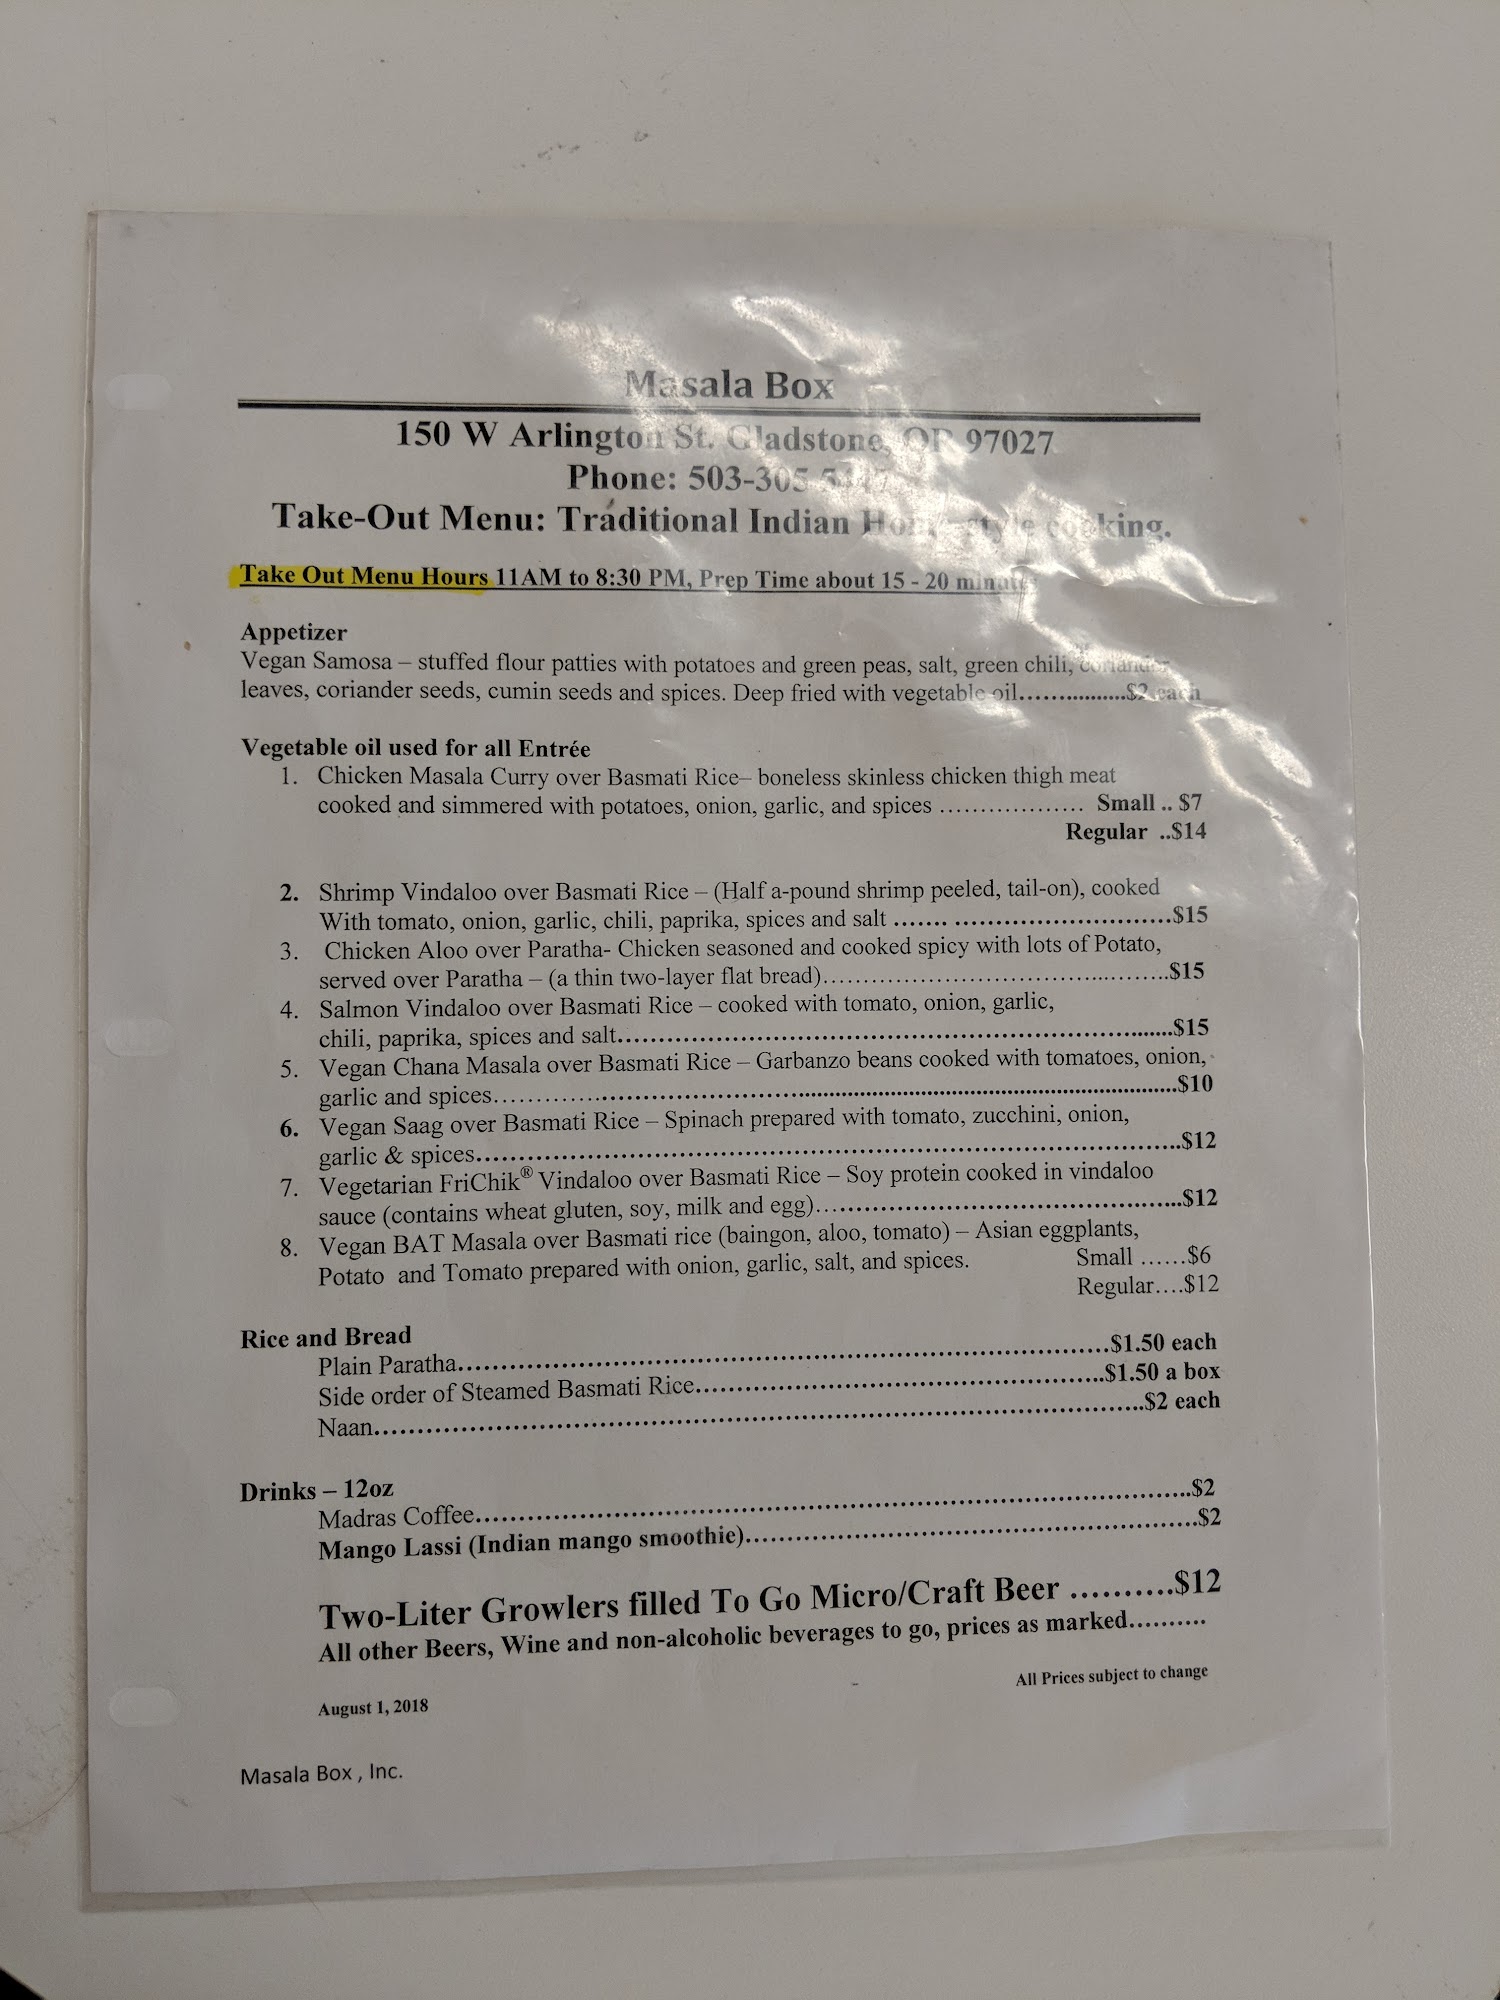 Masala Box
150 W Arlington St. Gladstone, OR 97027
Phone: 503-305
Take-Out Menu: Traditional Indian Home-style cooking.
Take Out Menu Hours 11AM to 8:30 PM, Prep Time about 15 - 20 minutes
Appetizer
Vegan Samosa – stuffed flour patties with potatoes and green peas, salt, green chili, coriander
leaves, coriander seeds, cumin seeds and spices. Deep fried with vegetable oil...............$2 each
Vegetable oil used for all Entrée
1. Chicken Masala Curry over Basmati Rice– boneless skinless chicken thigh meat
cooked and simmered with potatoes, onion, garlic, and spices .................. Small .. $7
Regular ..$14
2. Shrimp Vindaloo over Basmati Rice – (Half a-pound shrimp peeled, tail-on), cooked
With tomato, onion, garlic, chili, paprika, spices and salt ....... ..............................$15
3. Chicken Aloo over Paratha- Chicken seasoned and cooked spicy with lots of Potato,
served over Paratha – (a thin two-layer flat bread)...............................................$15
4. Salmon Vindaloo over Basmati Rice – cooked with tomato, onion, garlic,
chili, paprika, spices and salt..........................................................................$15
5. Vegan Chana Masala over Basmati Rice – Garbanzo beans cooked with tomatoes, onion,
garlic and spices...........................................................................................$10
6. Vegan Saag over Basmati Rice – Spinach prepared with tomato, zucchini, onion,
garlic & spices..............................................................................................$12
7. Vegetarian FriChik® Vindaloo over Basmati Rice – Soy protein cooked in vindaloo
sauce (contains wheat gluten, soy, milk and egg)................................................$12
8. Vegan BAT Masala over Basmati rice (baingon, aloo, tomato) – Asian eggplants,
Potato and Tomato prepared with onion, garlic, salt, and spices. Small ......$6
Regular....$12
Rice and Bread
Plain Paratha.....................................................................................$1.50 each
Side order of Steamed Basmati Rice.....................................................$1.50 a box
Naan....................................................................................................$2 each
Drinks – 12oz
Madras Coffee...............................................................................................$2
Mango Lassi (Indian mango smoothie)............................................................$2
Two-Liter Growlers filled To Go Micro/Craft Beer ..........$12
All other Beers, Wine and non-alcoholic beverages to go, prices as marked..........
All Prices subject to change
August 1, 2018
Masala Box , Inc.